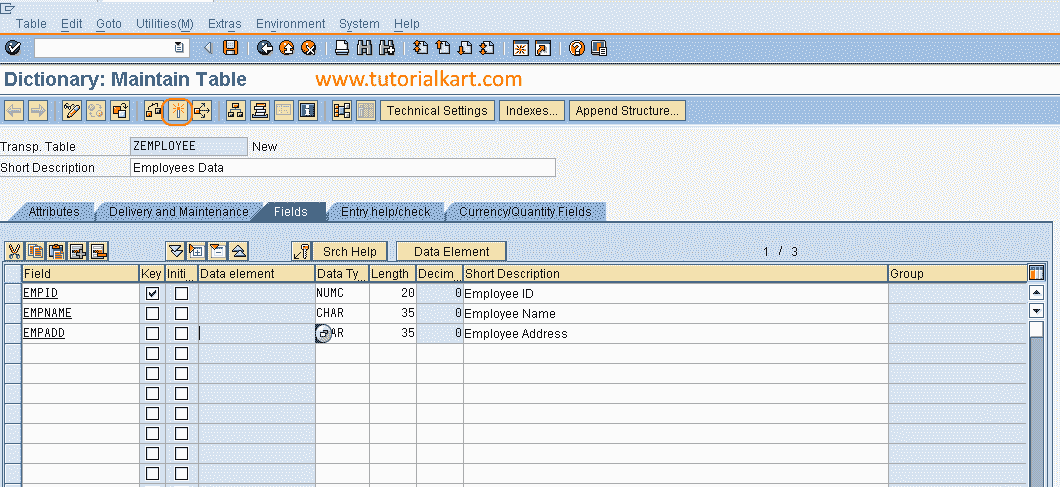 Table Edit Goto Utilities(M) Extras Environment System Help
Dictionary: Maintain Table www.tutorialkart.com
Technical Settings Indexes... Append Structure...
Transp. Table ZEMPLOYEE New
Short Description Employees Data
Attributes Delivery and Maintenance Fields Entry help/check Currency/Quantity Fields
Srch Help Data Element 1 / 3
Field Key Initi... Data element Data Ty... Length Decim... Short Description Group
EMPID NUMC 20 0 Employee ID
EMPNAME CHAR 35 0 Employee Name
EMPADD AR 35 0 Employee Address